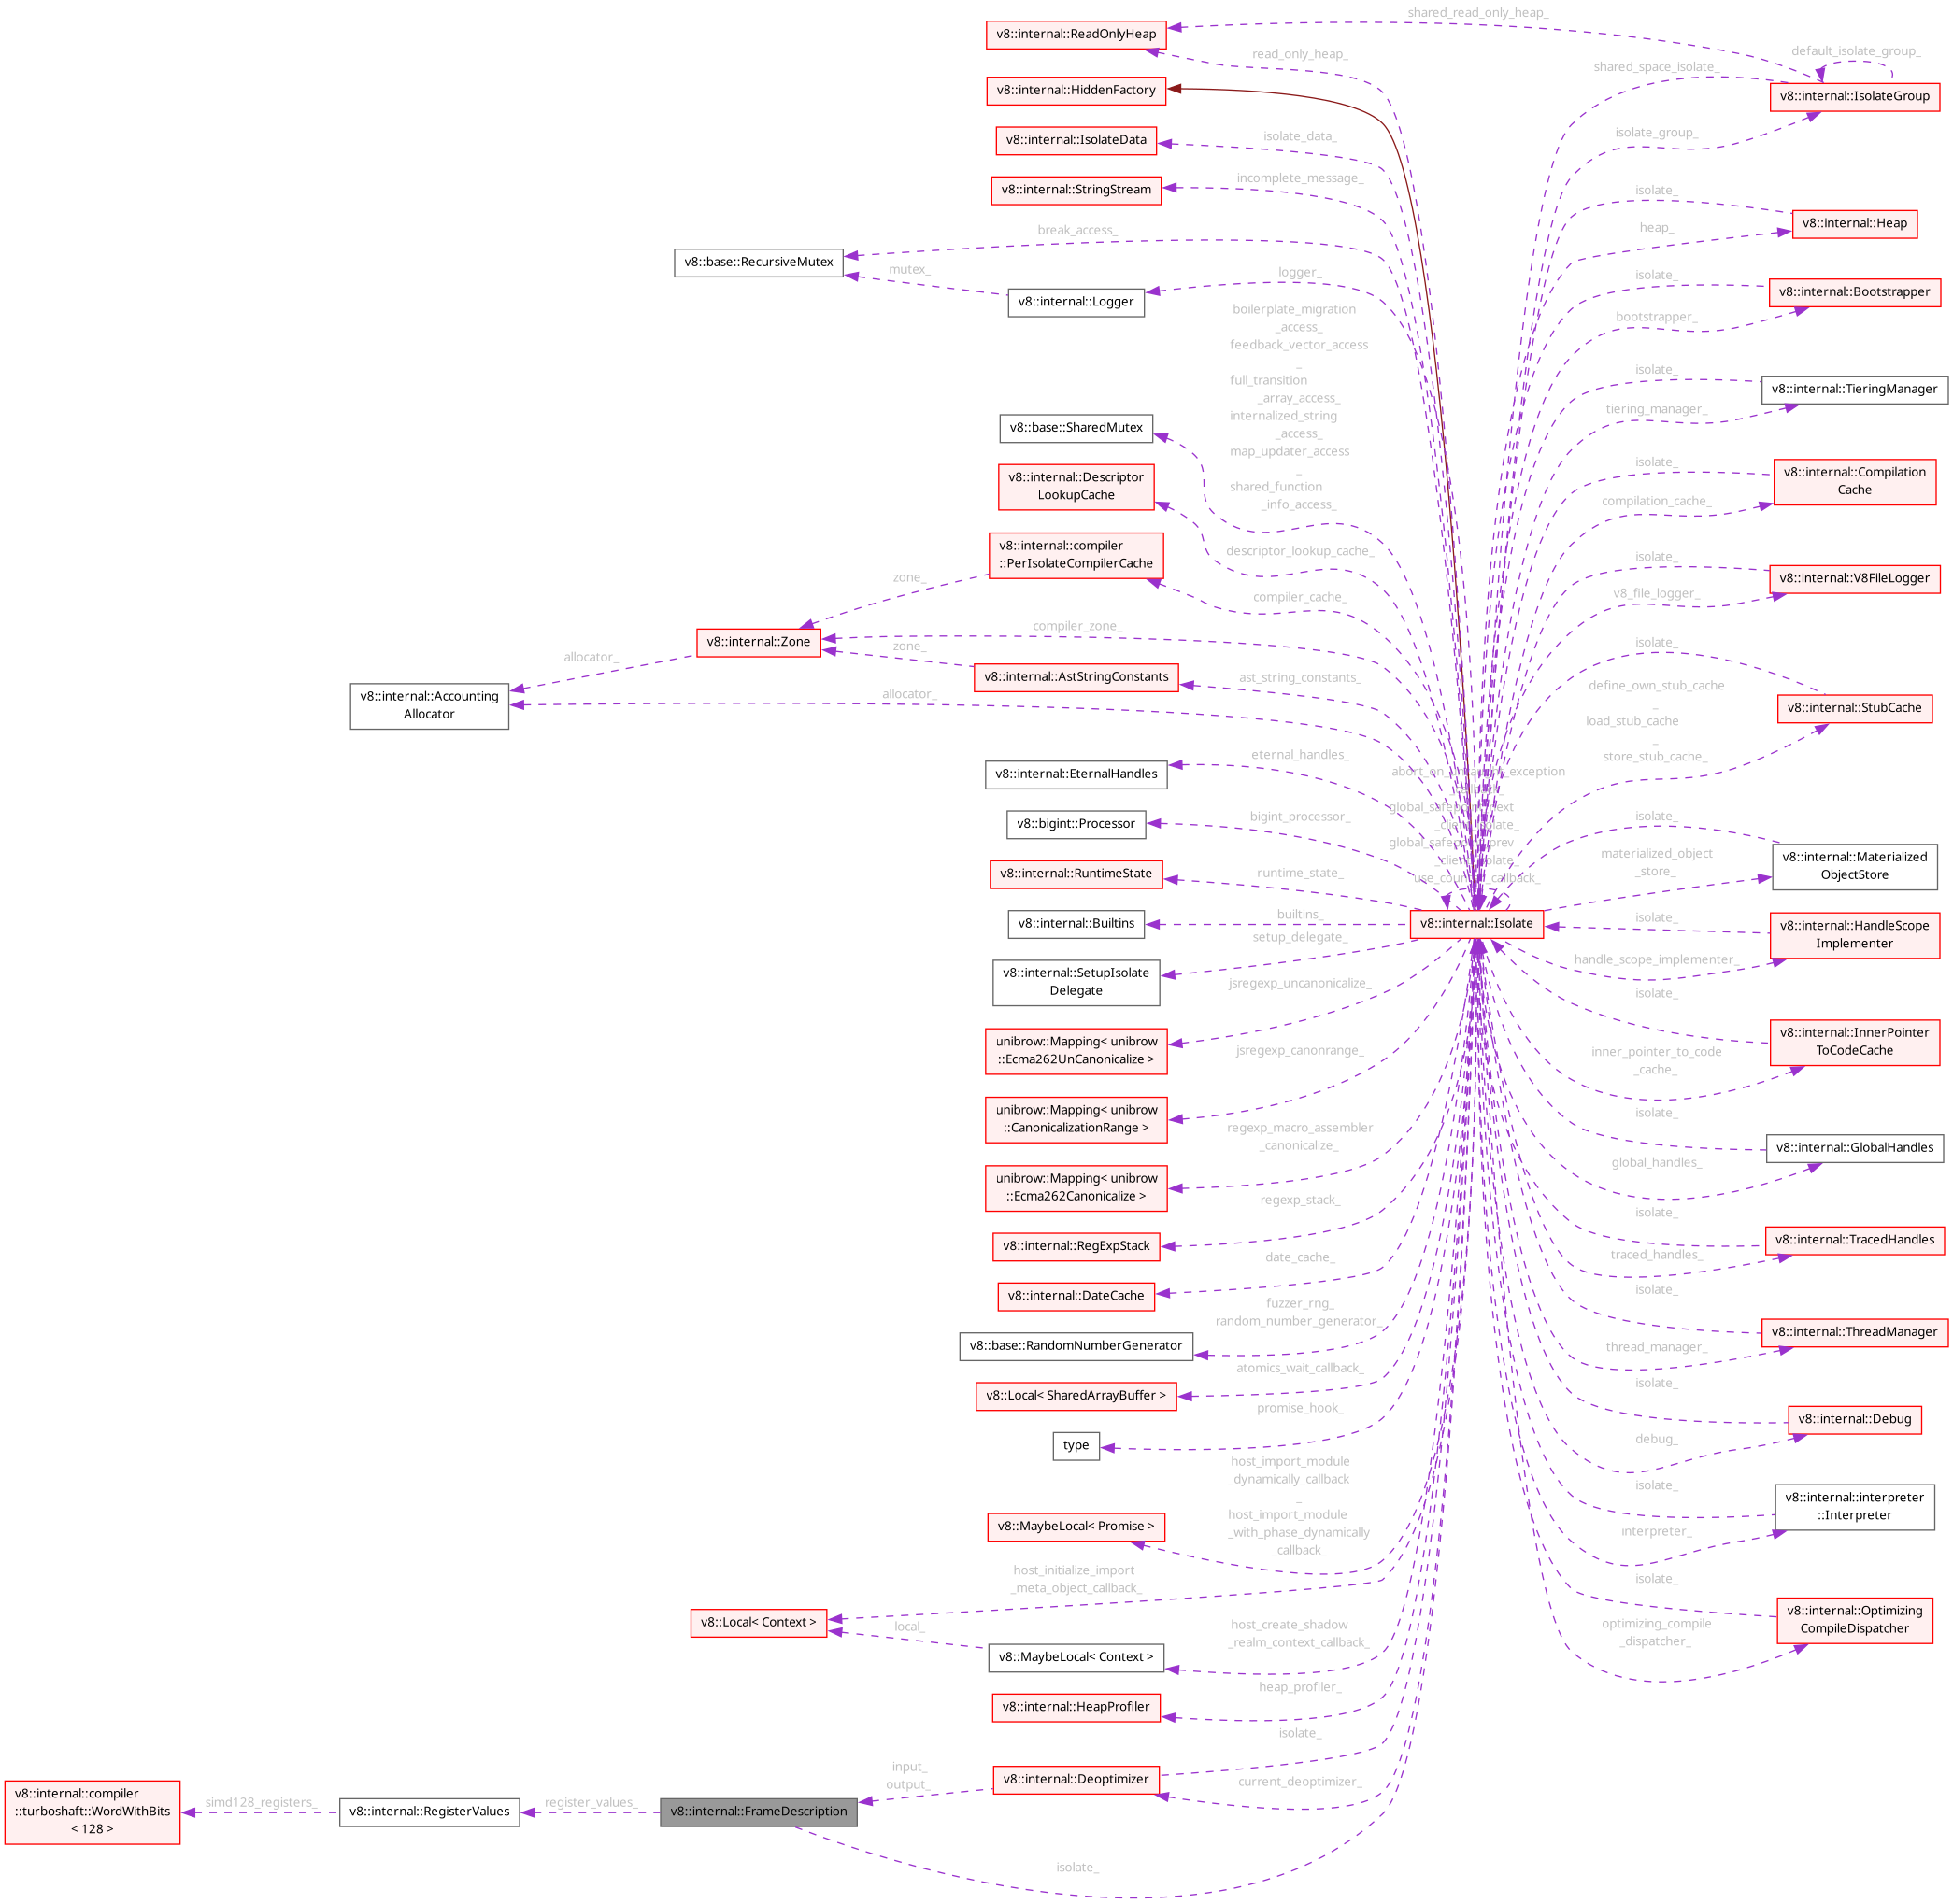 shared_read_only_heap_
v8::internal::ReadOnlyHeap
default_isolate_group_
read_only_heap_
shared_space_isolate_
v8::internal::HiddenFactory
v8::internal::IsolateGroup
isolate_data_
isolate_group_
v8::internal::IsolateData
incomplete_message_
v8::internal::StringStream
isolate_
v8::internal::Heap
break_access_
heap_
v8::base::RecursiveMutex
mutex_
logger_
isolate_
v8::internal::Logger
v8::internal::Bootstrapper
bootstrapper_
boilerplate_migration
_access_
feedback_vector_access
_
full_transition
_array_access_
internalized_string
_access_
map_updater_access
_
shared_function
_info_access_
isolate_
v8::internal::TieringManager
tiering_manager_
v8::base::SharedMutex
isolate_
v8::internal::Compilation
Cache
compilation_cache_
v8::internal::Descriptor
LookupCache
descriptor_lookup_cache_
v8::internal::compiler
::PerIsolateCompilerCache
isolate_
v8::internal::V8FileLogger
v8_file_logger_
zone_
compiler_cache_
compiler_zone_
v8::internal::Zone
zone_
isolate_
allocator_
v8::internal::AstStringConstants
ast_string_constants_
define_own_stub_cache
_
load_stub_cache
_
store_stub_cache_
v8::internal::StubCache
v8::internal::Accounting
Allocator
allocator_
eternal_handles_
v8::internal::EternalHandles
_client_isolate_
_client_isolate_
bigint_processor_
v8::bigint::Processor
isolate_
materialized_object
_store_
v8::internal::Materialized
ObjectStore
runtime_state_
v8::internal::RuntimeState
builtins_
v8::internal::Builtins
v8::internal::Isolate
isolate_
v8::internal::HandleScope
Implementer
setup_delegate_
handle_scope_implementer_
v8::internal::SetupIsolate
Delegate
jsregexp_uncanonicalize_
isolate_
unibrow::Mapping< unibrow
::Ecma262UnCanonicalize >
jsregexp_canonrange_
v8::internal::InnerPointer
ToCodeCache
inner_pointer_to_code
_cache_
unibrow::Mapping< unibrow
::CanonicalizationRange >
regexp_macro_assembler
_canonicalize_
isolate_
v8::internal::GlobalHandles
global_handles_
unibrow::Mapping< unibrow
::Ecma262Canonicalize >
regexp_stack_
isolate_
v8::internal::RegExpStack
v8::internal::TracedHandles
date_cache_
traced_handles_
v8::internal::DateCache
isolate_
fuzzer_rng_
random_number_generator_
v8::base::RandomNumberGenerator
v8::internal::ThreadManager
thread_manager_
atomics_wait_callback_
v8::Local< SharedArrayBuffer >
isolate_
promise_hook_
type
v8::internal::Debug
debug_
host_import_module
_dynamically_callback
_
host_import_module
_with_phase_dynamically
_callback_
isolate_
v8::internal::interpreter
::Interpreter
interpreter_
v8::MaybeLocal< Promise >
host_initialize_import
_meta_object_callback_
isolate_
v8::Local< Context >
local_
host_create_shadow
_realm_context_callback_
v8::internal::Optimizing
CompileDispatcher
optimizing_compile
_dispatcher_
v8::MaybeLocal< Context >
heap_profiler_
v8::internal::HeapProfiler
isolate_
input_
output_
v8::internal::Deoptimizer
current_deoptimizer_
v8::internal::compiler
::turboshaft::WordWithBits
< 128 >
simd128_registers_
v8::internal::RegisterValues
register_values_
v8::internal::FrameDescription
isolate_